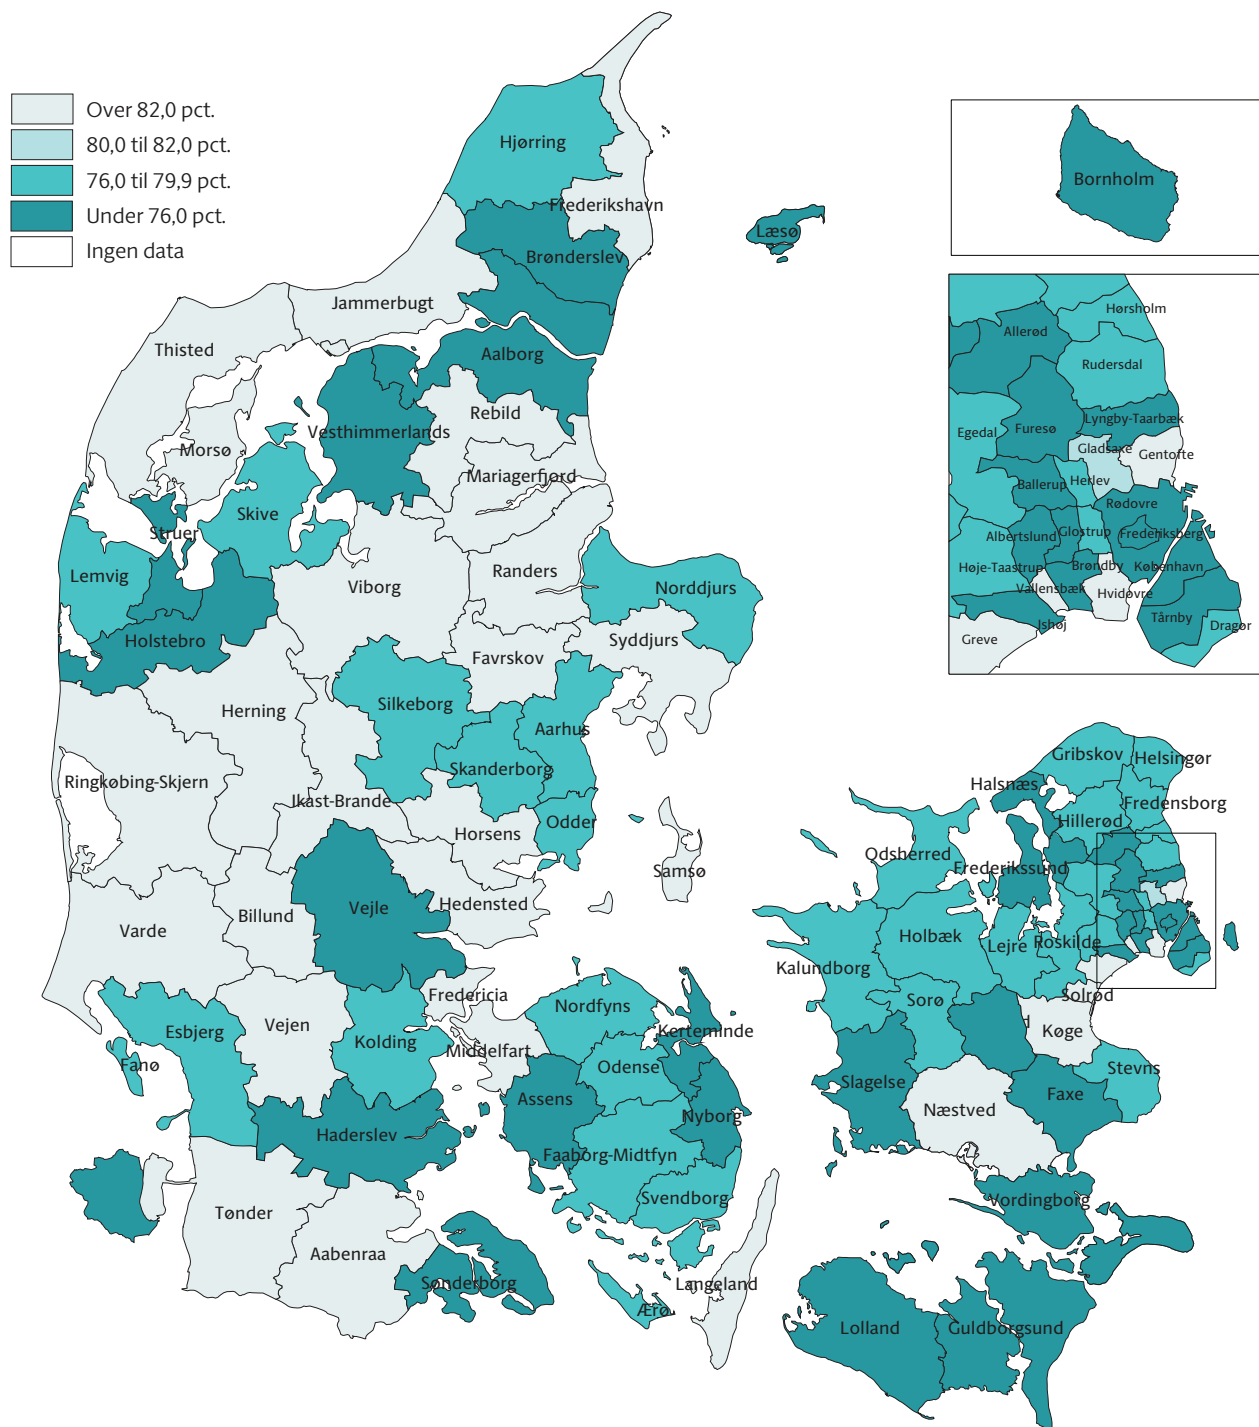 Over 82,0 pct.
80,0 til 82,0 pct.
76,0 til 79,9 pct.
Under 76,0 pct.
Ingen data
Hjørring
Frederikshavn
Læsø
Brønderslev
Jammerbugt
Thisted
Aalborg
Rebild
Vesthimmerlands
Morsø
Mariagerfjord
Skive
Struer
Lemvig
Viborg
Randers
Norddjurs
Holstebro
Favrskov
Syddjurs
Herning
Silkeborg
Aarhus
Skanderborg
Ringkøbing-Skjern
Ikast-Brande
Horsens
Odder
Samsø
Hedensted
Vejle
Billund
Varde
Fredericia
Vejen
Esbjerg
Kolding
Middelfart
Fanø
Haderslev
Tønder
Aabenraa
Sønderborg
Nordfyns
Kerteminde
Odense
Assens
Nyborg
Faaborg-Midtfyn
Svendborg
Langeland
Ærø
Bornholm
Hørsholm
Allerød
Rudersdal
Lyngby-Taarbæk
Furesø
Egedal
Gladsaxe
Gentofte
Ballerup
Herlev
Rødovre
Albertslund
Glostrup
Frederiksberg
Høje-Taastrup
Brøndby
København
Vallensbæk
Hvidovre
Ishøj
Tårnby
Dragør
Greve
Gribskov
Helsingør
Halsnæs
Fredensborg
Hillerød
Odsherred
Frederikssund
Holbæk
Lejre
Roskilde
Kalundborg
Solrød
Sorø
Køge
Stevns
Slagelse
Faxe
Næstved
Vordingborg
Lolland
Guldborgsund